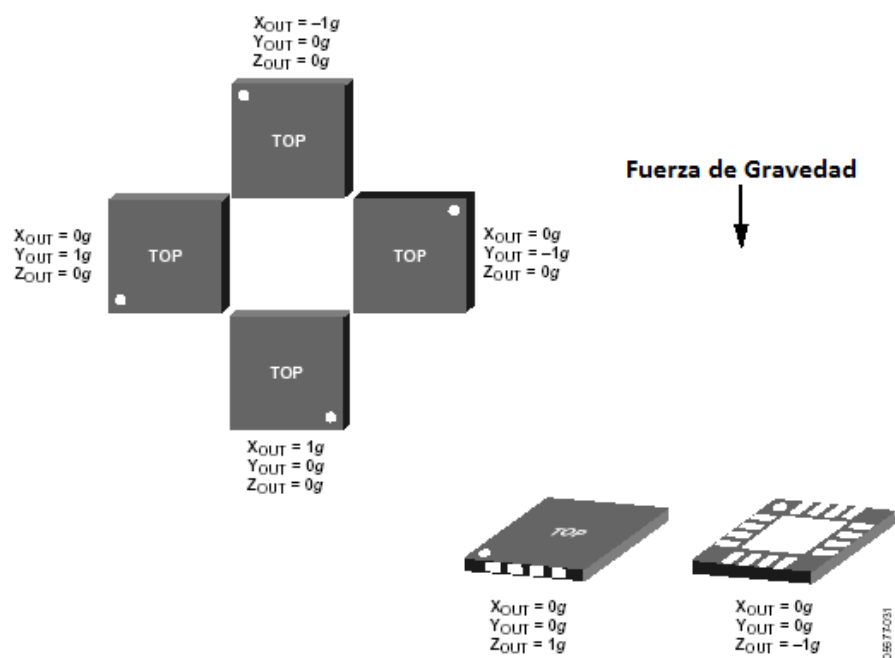 XOUT = –1g
YOUT = 0g
ZOUT = 0g
TOP
Fuerza de Gravedad
XOUT = 0g
YOUT = 1g
ZOUT = 0g
TOP
TOP
XOUT = 0g
YOUT = –1g
ZOUT = 0g
TOP
XOUT = 1g
YOUT = 0g
ZOUT = 0g
TOP
XOUT = 0g
YOUT = 0g
ZOUT = 1g
XOUT = 0g
YOUT = 0g
ZOUT = –1g
05677-031